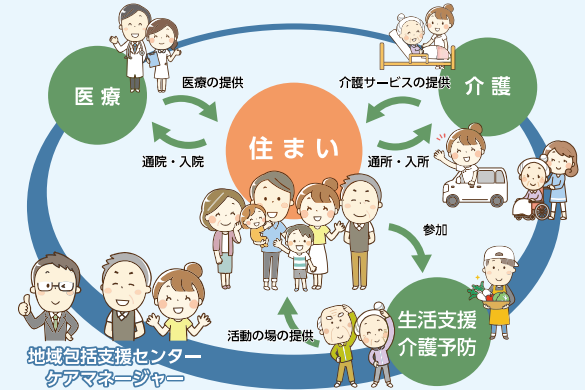 医療
医療の提供
介護サービスの提供
介護
住まい
通院・入院
通所・入所
参加
生活支援
介護予防
活動の場の提供
地域包括支援センター
ケアマネージャー